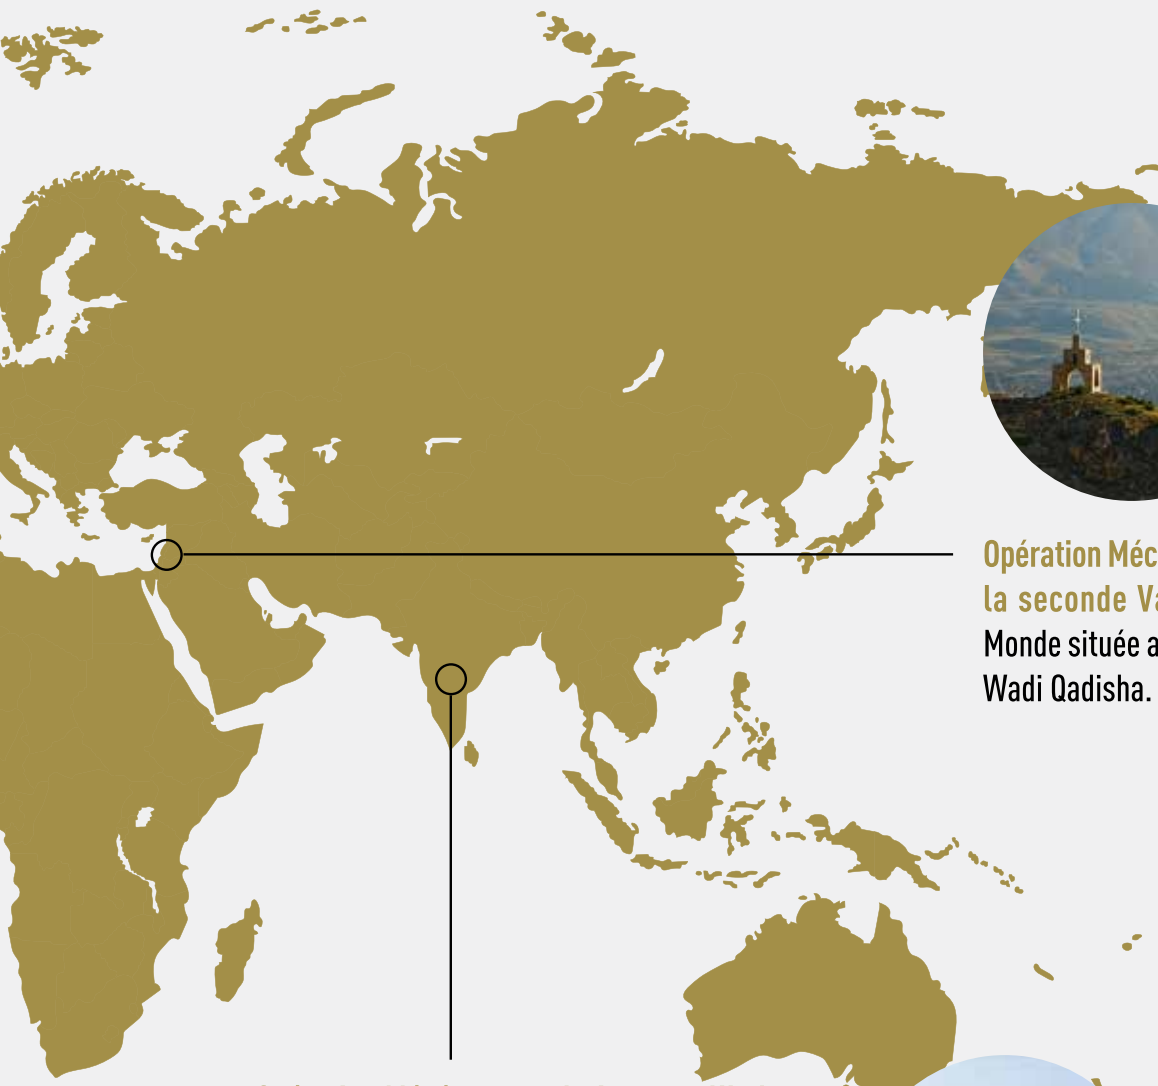 Opération Méc
la seconde Va
Monde située a
Wadi Qadisha.